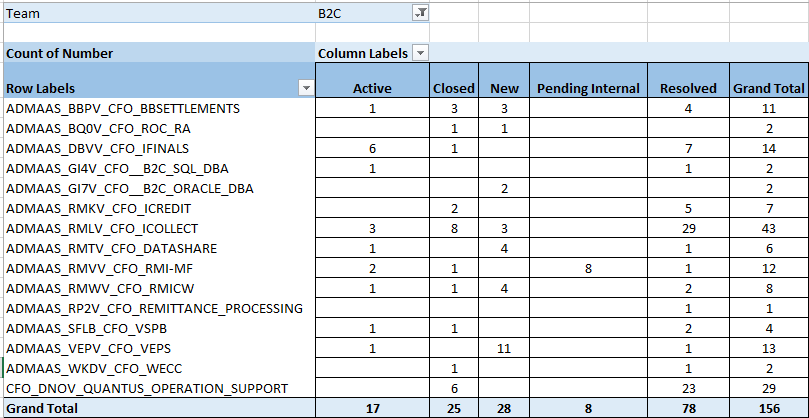 Team B2C
Count of Number Column Labels
Row Labels Active Closed New Pending Internal Resolved Grand Total
ADMAAS_BBPV_CFO_BBSETTLEMENTS 1 3 3 4 11
ADMAAS_BQ0V_CFO_ROC_RA 1 1 2
ADMAAS_DBVV_CFO_IFINALS 6 1 7 14
ADMAAS_GI4V_CFO__B2C_SQL_DBA 1 1 2
ADMAAS_GI7V_CFO__B2C_ORACLE_DBA 2 2
ADMAAS_RMKV_CFO_ICREDIT 2 5 7
ADMAAS_RMLV_CFO_ICOLLECT 3 8 3 29 43
ADMAAS_RMTV_CFO_DATASHARE 1 4 1 6
ADMAAS_RMVV_CFO_RMI-MF 2 1 8 1 12
ADMAAS_RMWV_CFO_RMICW 1 1 4 2 8
ADMAAS_RP2V_CFO_REMITTANCE_PROCESSING 1 1
ADMAAS_SFLB_CFO_VSPB 1 1 2 4
ADMAAS_VEPV_CFO_VEPS 1 11 1 13
ADMAAS_WKDV_CFO_WECC 1 1 2
CFO_DNOV_QUANTUS_OPERATION_SUPPORT 6 23 29
Grand Total 17 25 28 8 78 156